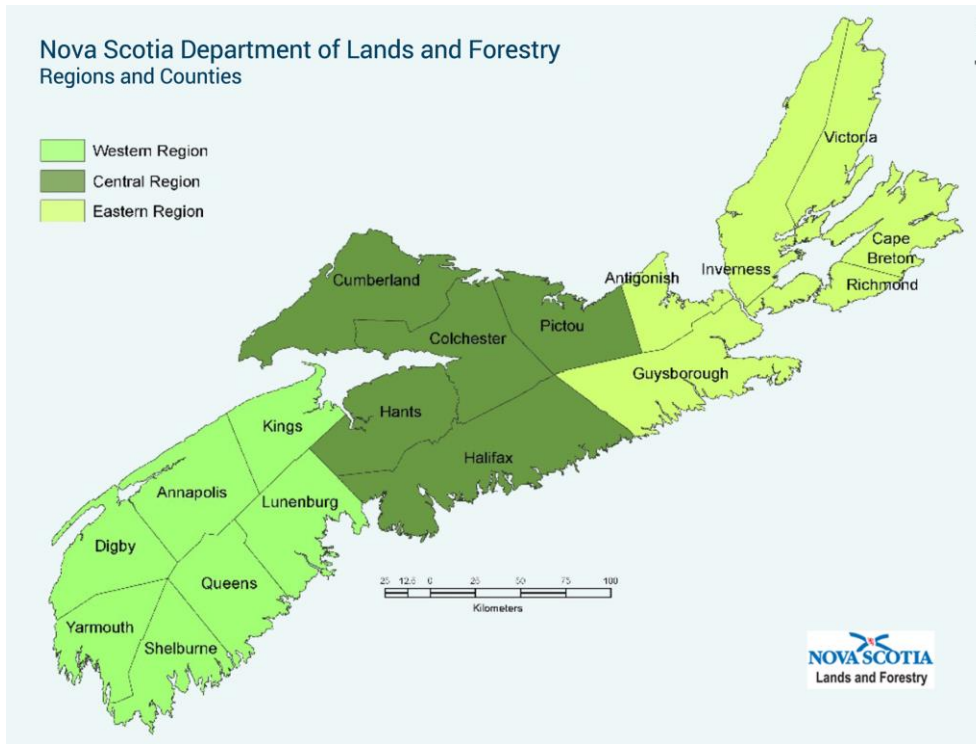 Nova Scotia Department of Lands and Forestry
Regions and Counties
Western Region
Central Region
Eastern Region
Victoria
Cape
Breton
Inverness
Antigonish
Richmond
Cumberland
Pictou
Colchester
Guysborough
Hants
Kings
Halifax
Annapolis
Lunenburg
Digby
Queens
Yarmouth
Shelburne
25 12.5 0 25 50 75 100
Kilometers
NOVA SCOTIA
Lands and Forestry